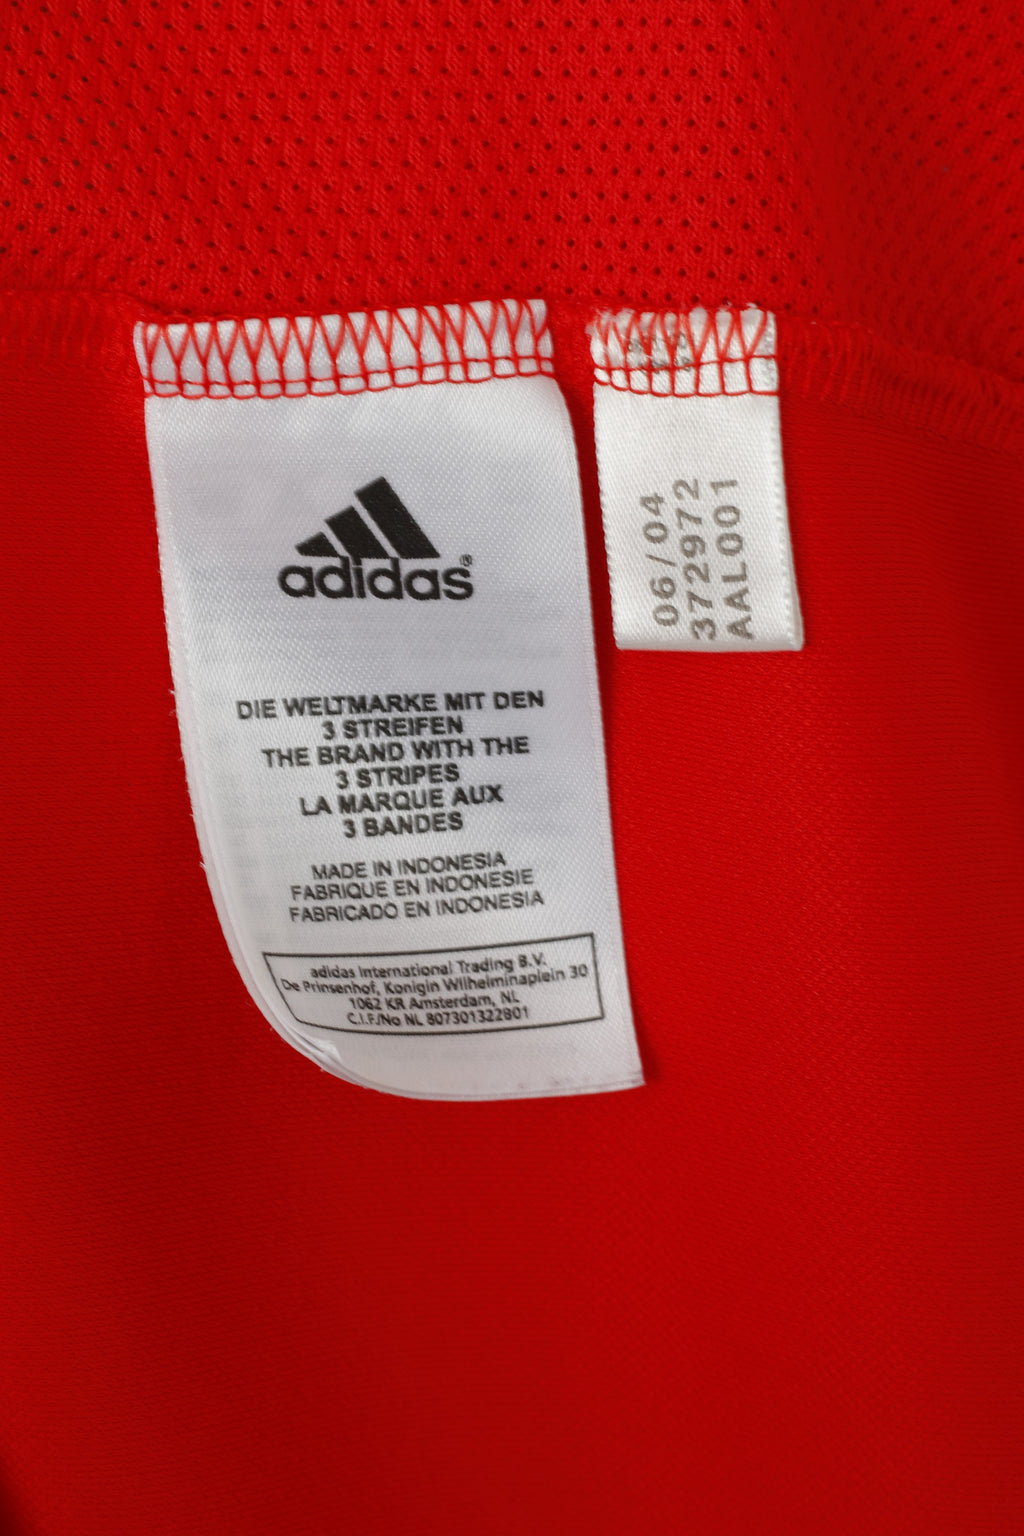 adidas®
DIE WELTMARKE MIT DEN
3 STREIFEN
THE BRAND WITH THE
3 STRIPES
LA MARQUE AUX
3 BANDES
MADE IN INDONESIA
FABRIQUE EN INDONESIE
FABRICADO EN INDONESIA
adidas International Trading B.V.
De Prinsenhof, Konigin Wilhelminaplein 30
1062 KR Amsterdam, NL
C.I.F./No NL 807301322B01
06/04
372972
AAL001